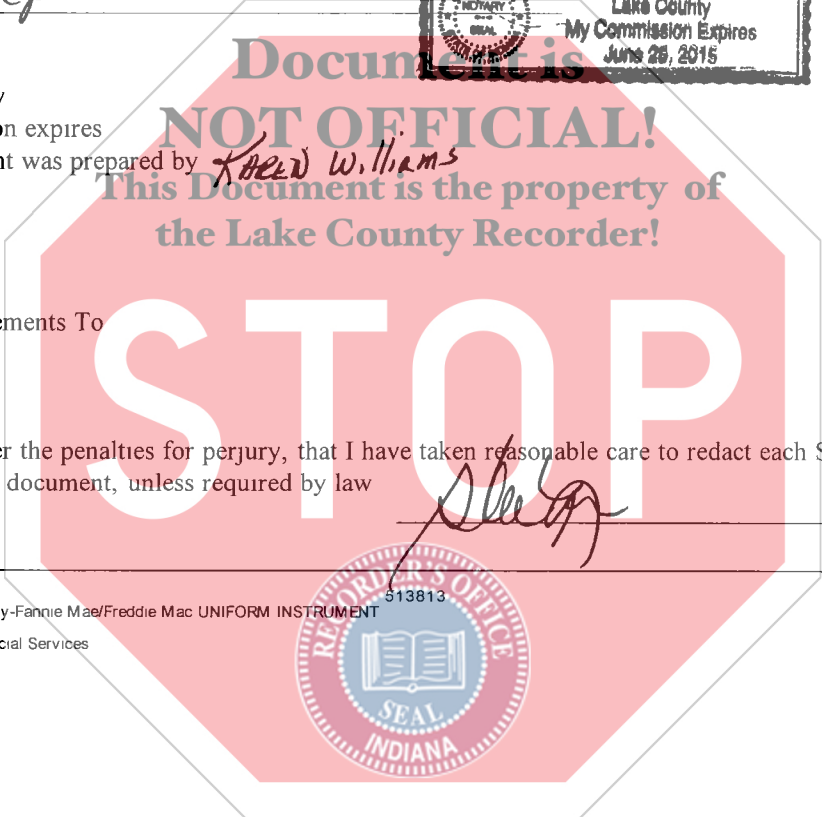 NOTARY
SEAL
Lake County
My Commission Expires
June 26, 2015
Document is
y
on expires
NOT OFFICIAL!
nt was prepared by KAREN Williams
This Document is the property of
the Lake County Recorder!
ements To
STOP
er the penalties for perjury, that I have taken reasonable care to redact each S
document, unless required by law
513813
y-Fannie Mae/Freddie Mac UNIFORM INSTRUMENT
cial Services
RECORDER'S OFFICE
SEAL
INDIANA